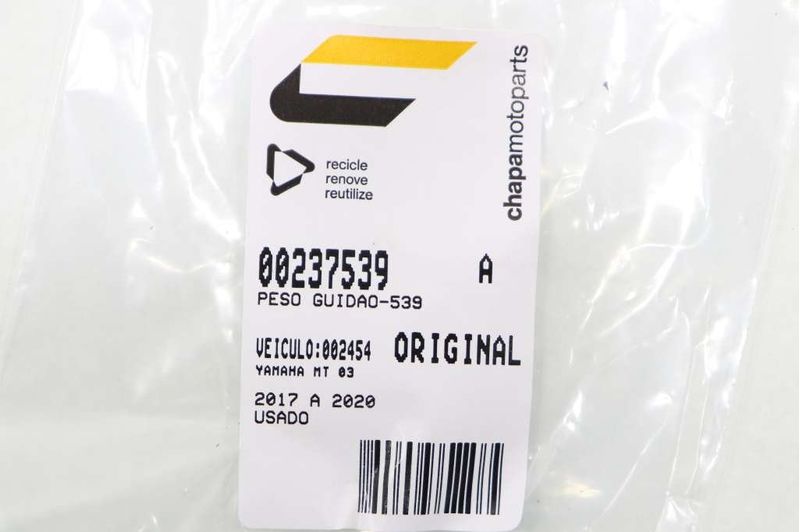 chapamotoparts
recicle
renove
reutilize
00237539 A
PESO GUIDAO-539
VEICULO:002454 ORIGINAL
YAMAHA MT 03
2017 A 2020
USADO